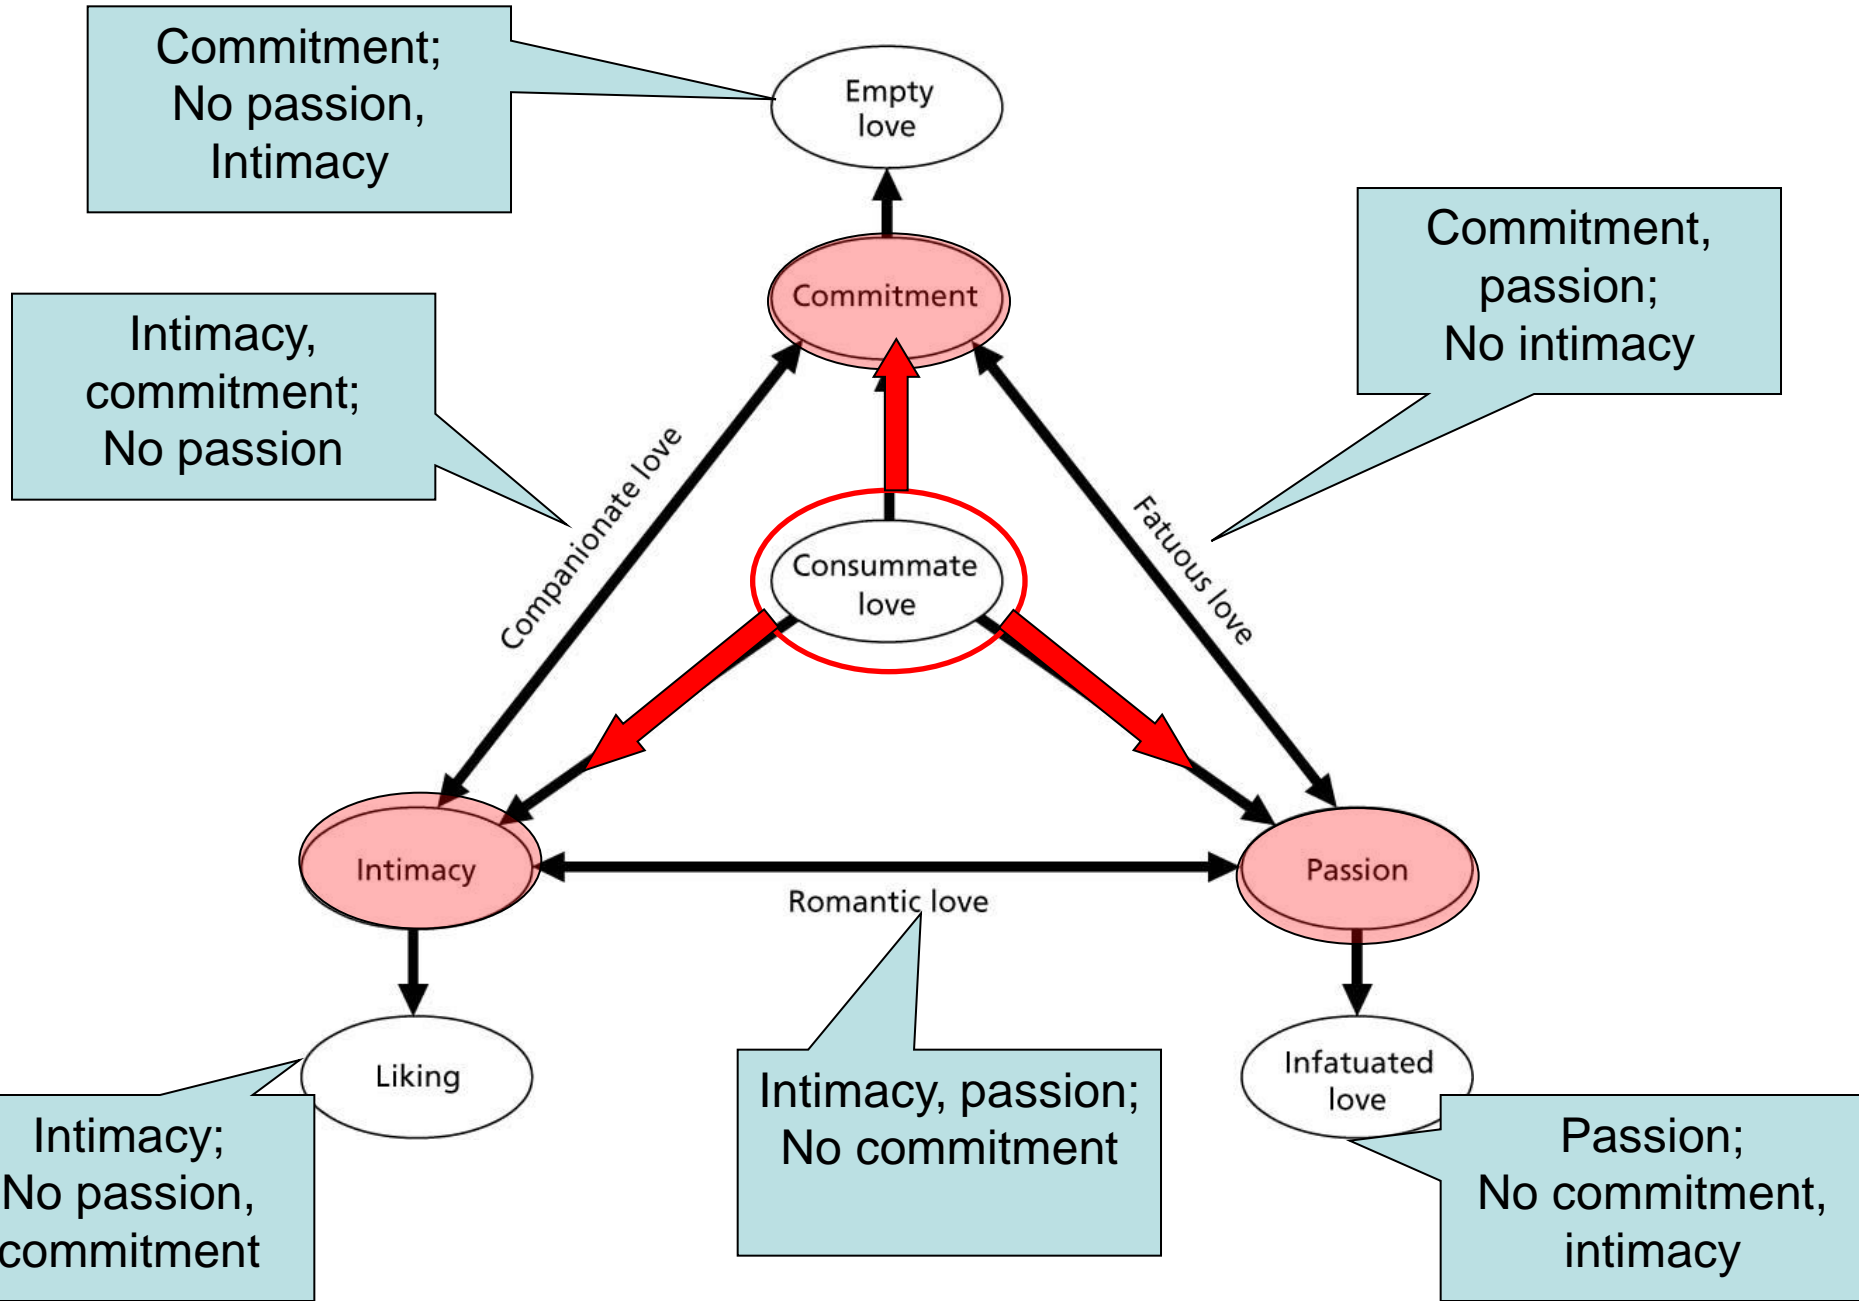 Commitment;
No passion,
Intimacy
Empty
love
Commitment,
passion;
No intimacy
Commitment
Intimacy,
commitment;
No passion
Companionate love
Fatuous love
Consummate
love
Intimacy
Passion
Romantic love
Liking
Infatuated
love
Intimacy;
No passion,
commitment
Intimacy, passion;
No commitment
Passion;
No commitment,
intimacy